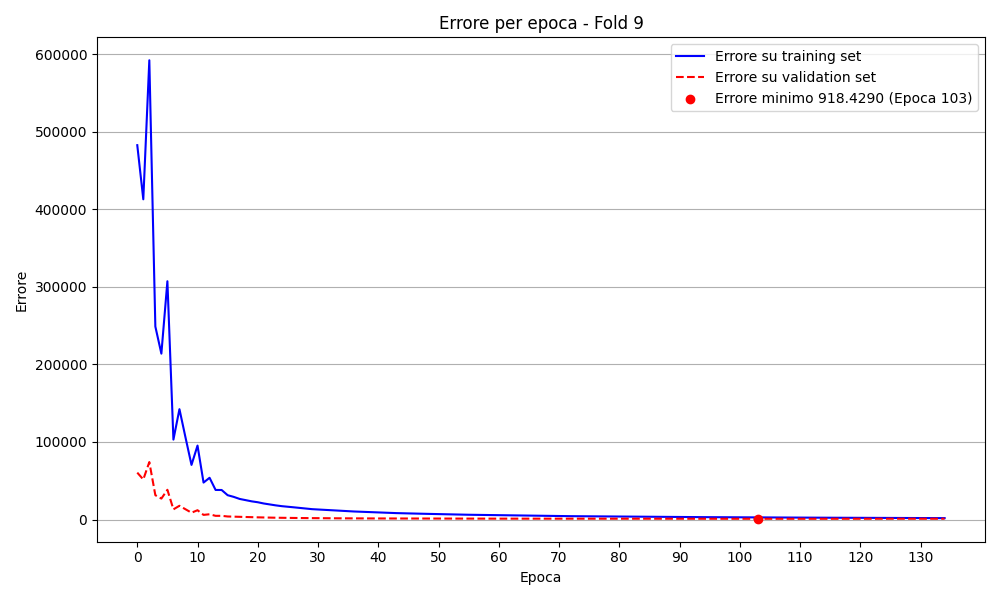 Errore per epoca - Fold 9
Errore su training set
Errore su validation set
Errore minimo 918.4290 (Epoca 103)
Errore
600000
500000
400000
300000
200000
100000
0
0 10 20 30 40 50 60 70 80 90 100 110 120 130
Epoca